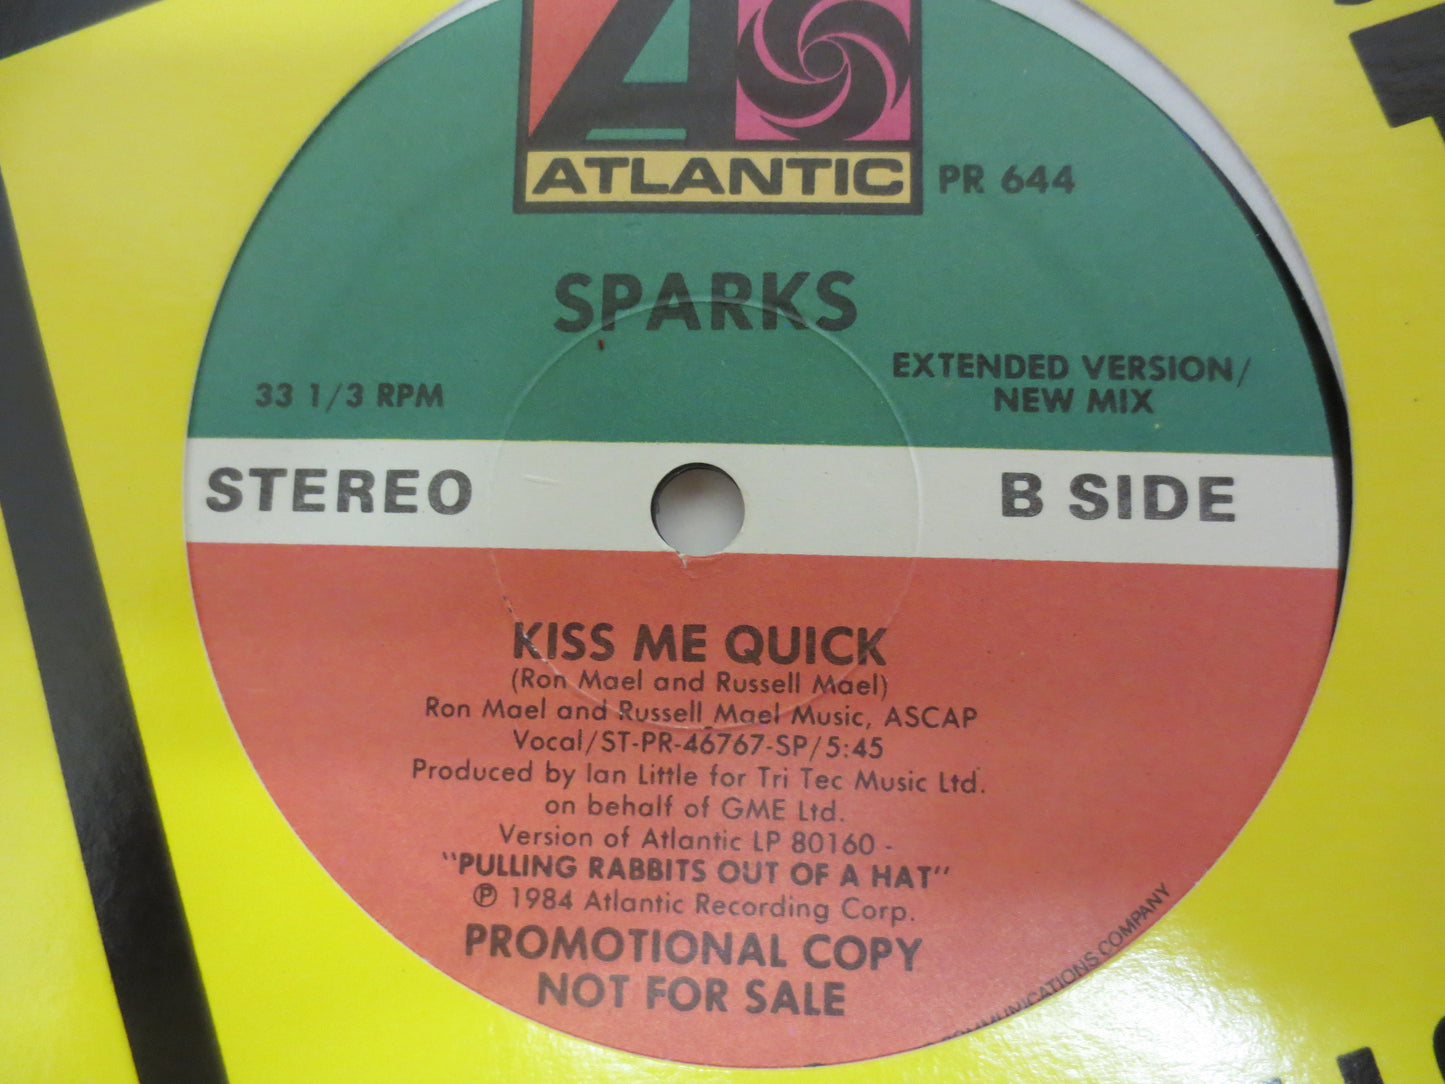 ATLANTIC
PR 644
SPARKS
33 1/3 RPM
EXTENDED VERSION/
NEW MIX
STEREO
B SIDE
KISS ME QUICK
(Ron Mael and Russell Mael)
Ron Mael and Russell Mael Music, ASCAP
Vocal/ST-PR-46767-SP/5:45
Produced by Ian Little for Tri Tec Music Ltd.
on behalf of GME Ltd.
Version of Atlantic LP 80160 -
"PULLING RABBITS OUT OF A HAT"
℗ 1984 Atlantic Recording Corp.
PROMOTIONAL COPY
NOT FOR SALE
COMMUNICATIONS COMPANY